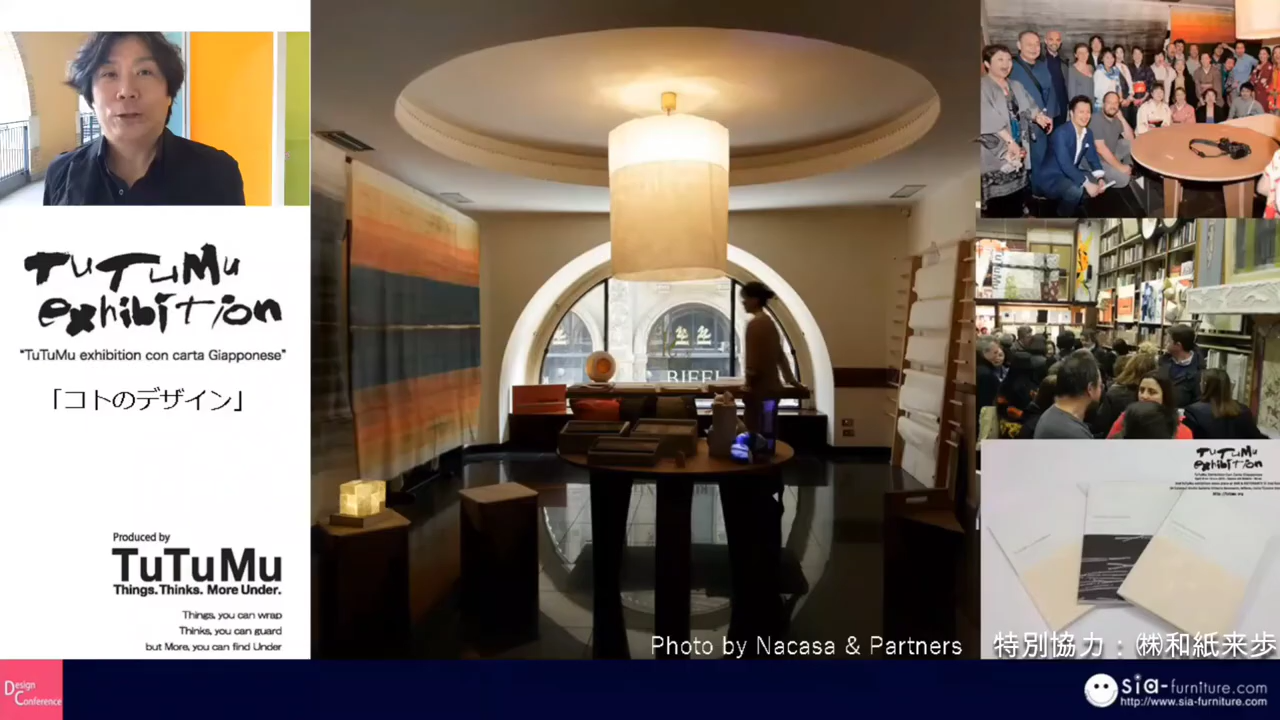 TuTuMu
exhibition
"TuTuMu exhibition con carta Giapponese"
「コトのデザイン」
Produced by
TuTuMu
Things. Thinks. More Under.
Things, you can wrap
Thinks, you can guard
but More, you can find Under
BIFFI
Photo by Nacasa & Partners
TuTuMu
exhibition
特別協力：㈱和紙来歩
Design
Conference
sia-furniture.com
http://www.sia-furniture.com